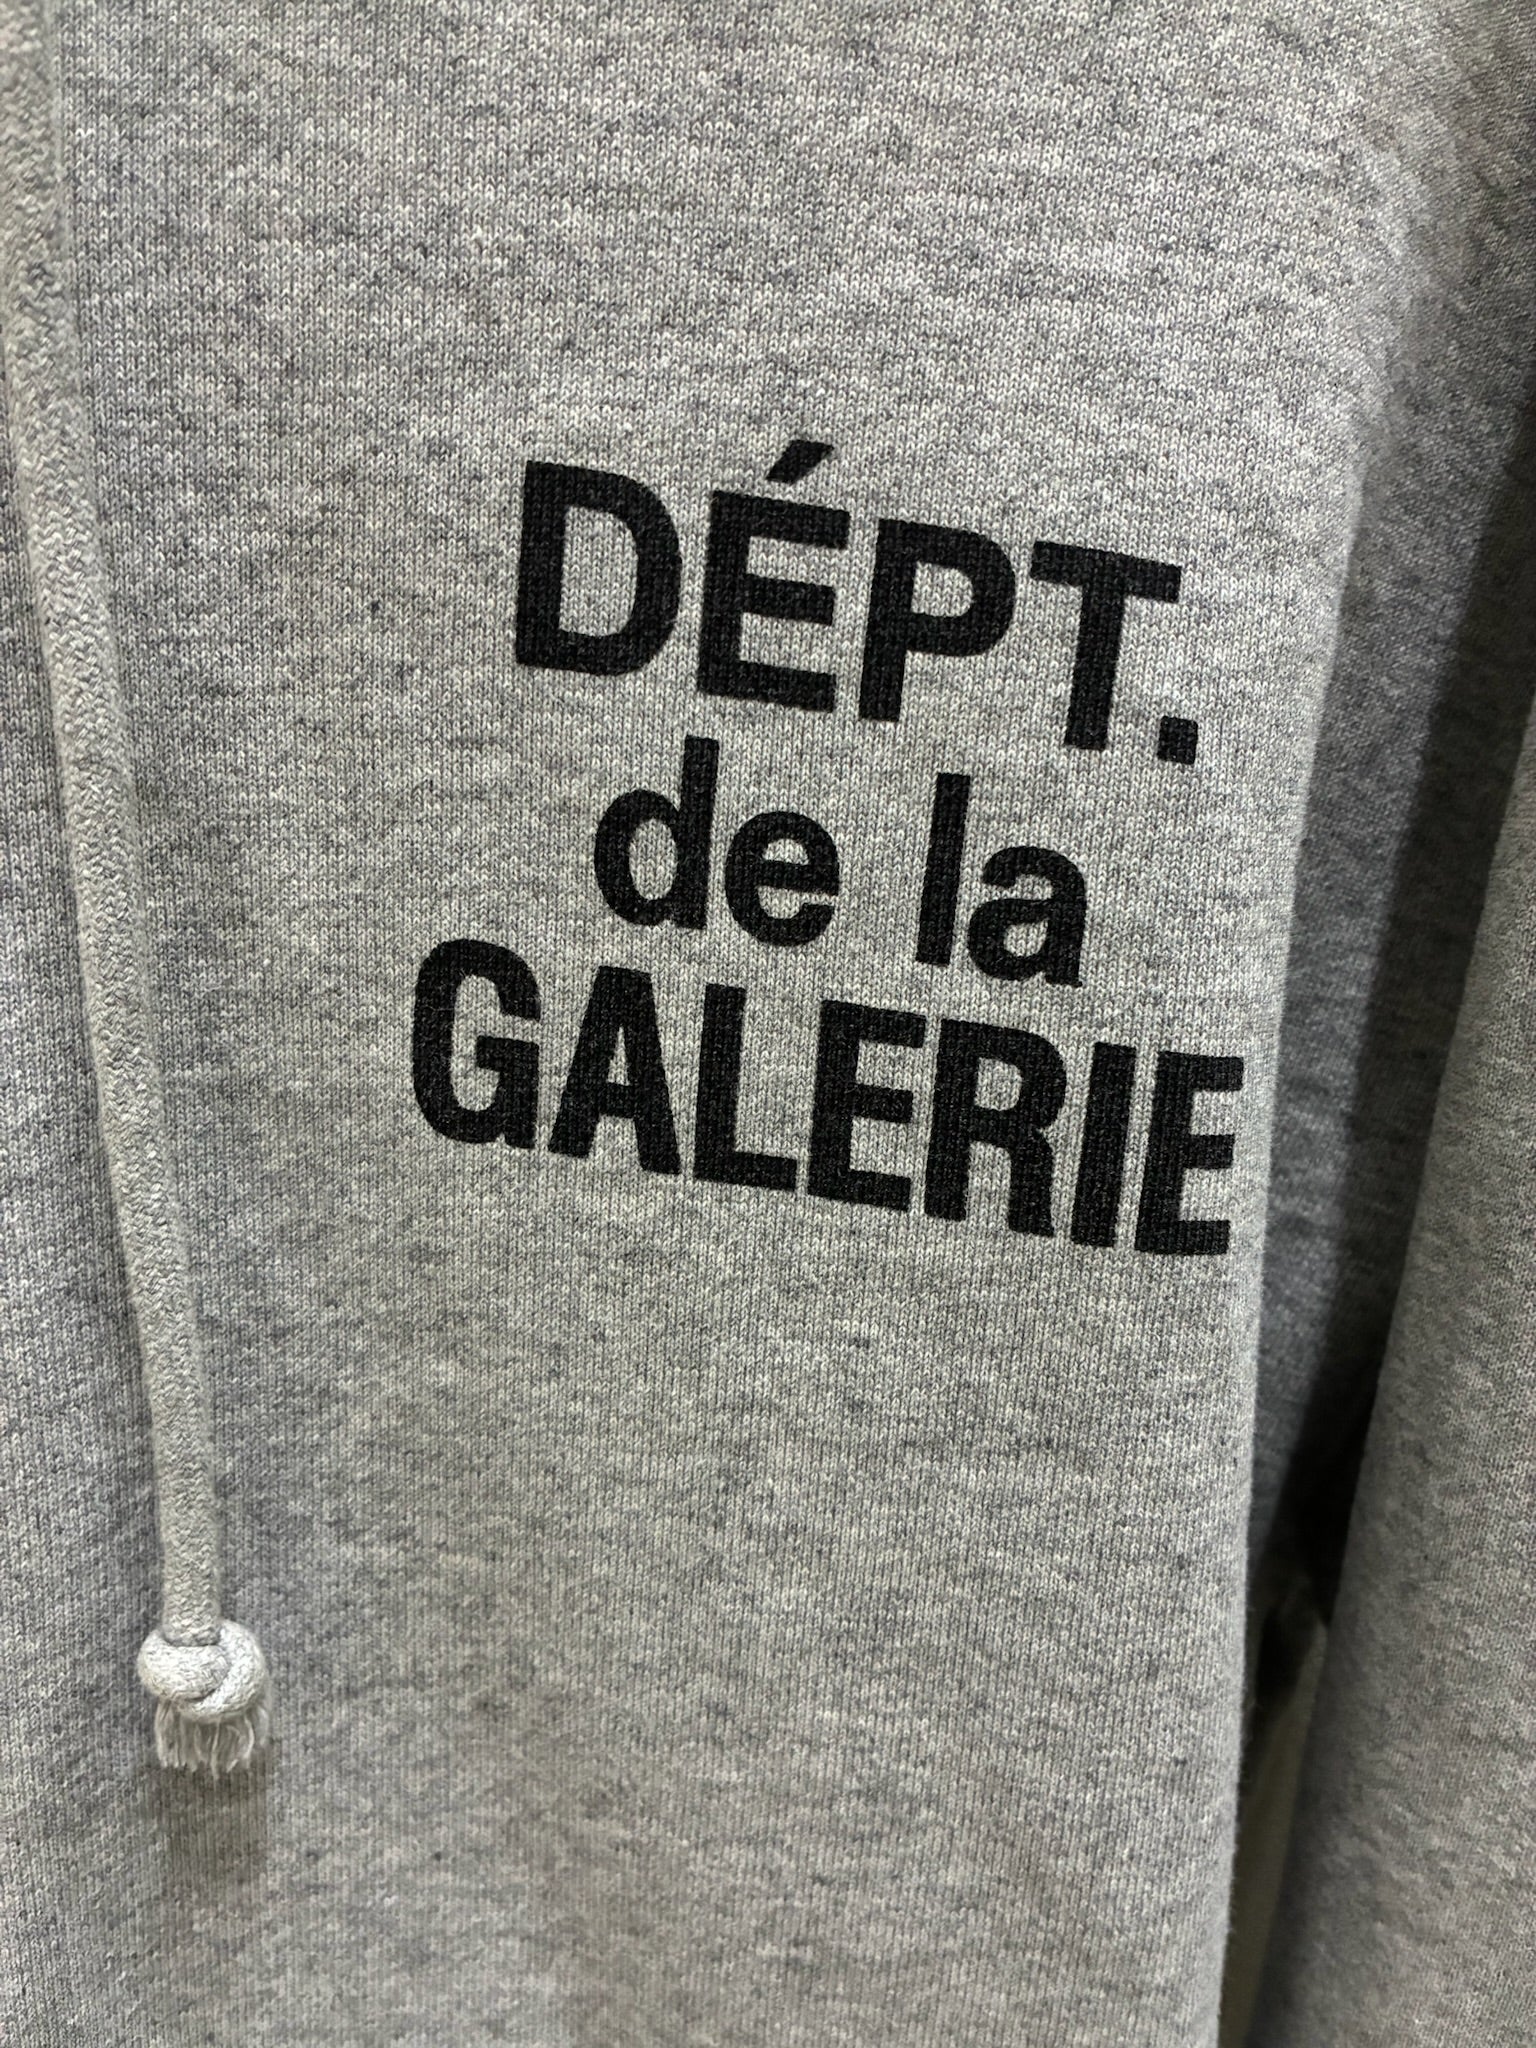 DÉPT.
de la
GALERIE